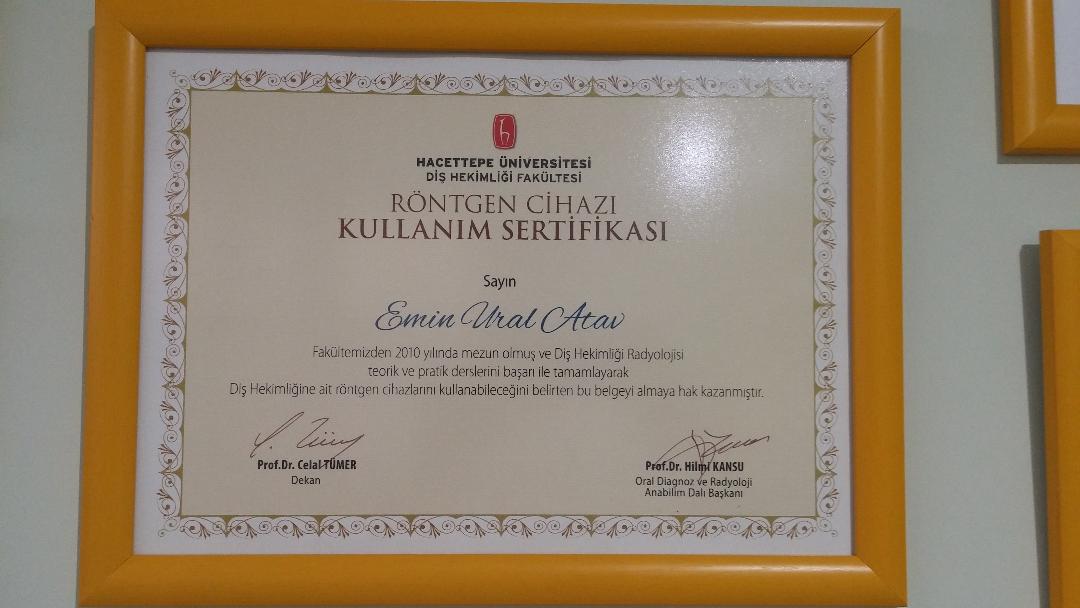 HACETTEPE ÜNİVERSİTESİ
DİŞ HEKİMLİĞİ FAKÜLTESİ
RÖNTGEN CİHAZI
KULLANIM SERTİFİKASI
Sayın
Emin Ural Atav
Fakültemizden 2010 yılında mezun olmuş ve Diş Hekimliği Radyolojisi
teorik ve pratik derslerini başarı ile tamamlayarak
Diş Hekimliğine ait röntgen cihazlarını kullanabileceğini belirten bu belgeyi almaya hak kazanmıştır.
Prof.Dr. Celal TÜMER
Dekan
Prof.Dr. Hilmi KANSU
Oral Diagnoz ve Radyoloji
Anabilim Dalı Başkanı